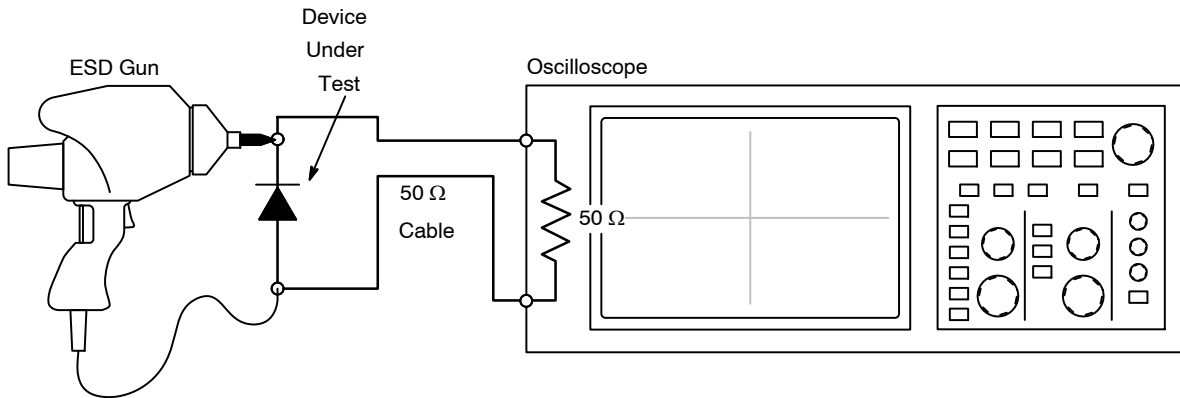 Device
Under
Test
ESD Gun
Oscilloscope
50 Ω
Cable
50 Ω